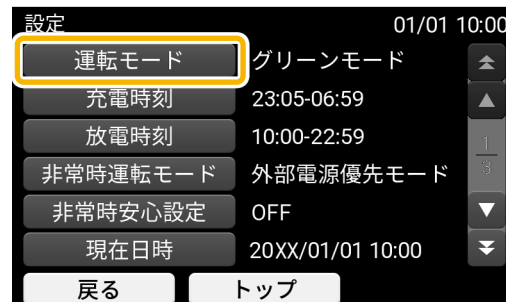 設定 01/01 10:00
運転モード グリーンモード
充電時刻 23:05-06:59
放電時刻 10:00-22:59
非常時運転モード 外部電源優先モード
非常時安心設定 OFF
現在日時 20XX/01/01 10:00
1
3
戻る トップ